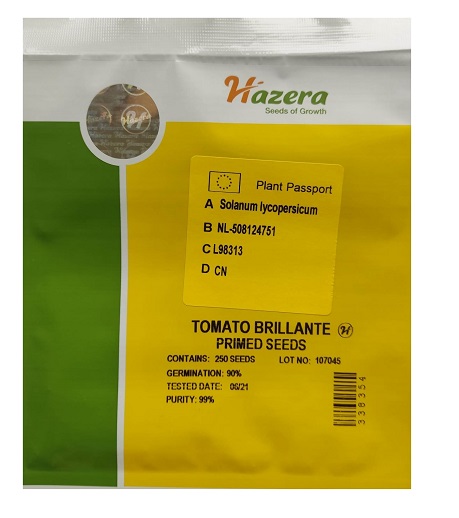 Hazera
Seeds of Growth
Plant Passport
A Solanum lycopersicum
B NL-508124751
C L98313
D CN
TOMATO BRILLANTE H
PRIMED SEEDS
CONTAINS: 250 SEEDS LOT NO: 107045
GERMINATION: 90%
TESTED DATE: 06/21
PURITY: 99%
338354